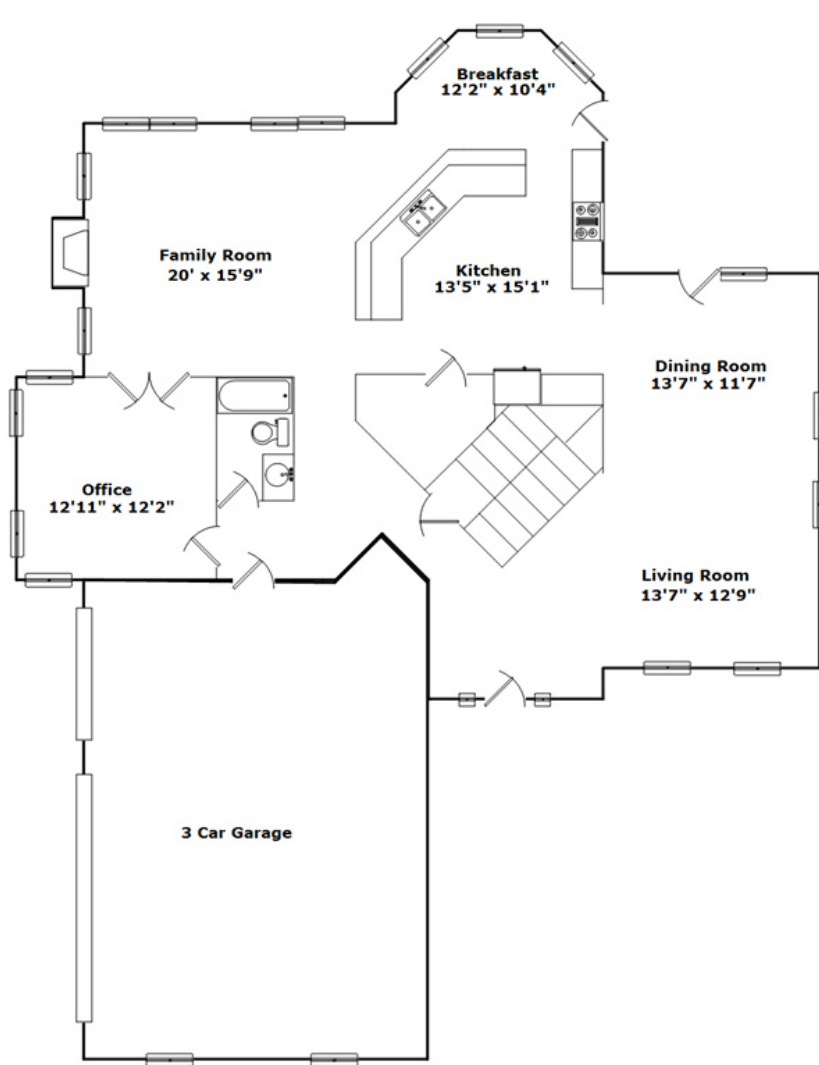 Breakfast
12'2" x 10'4"
Family Room
20' x 15'9"
Kitchen
13'5" x 15'1"
Dining Room
13'7" x 11'7"
Office
12'11" x 12'2"
Living Room
13'7" x 12'9"
3 Car Garage